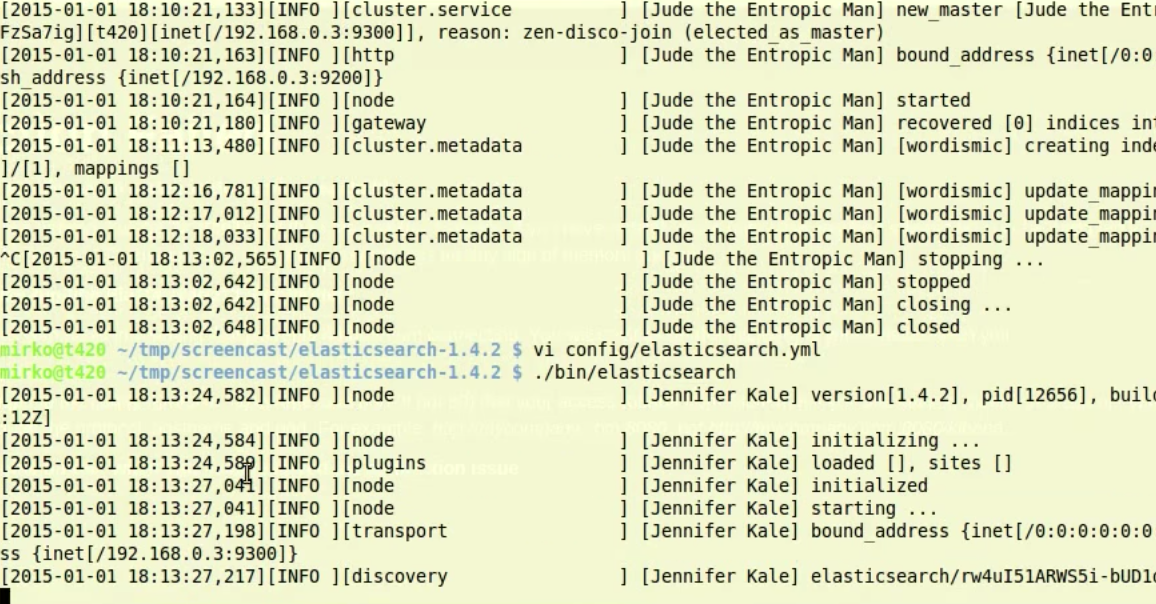 [2015-01-01 18:10:21,133][INFO ][cluster.service          ] [Jude the Entropic Man] new_master [Jude the
FzSa7ig][t420][inet[/192.168.0.3:9300]], reason: zen-disco-join (elected_as_master)
[2015-01-01 18:10:21,163][INFO ][http                     ] [Jude the Entropic Man] bound_address {inet[/0:0
sh_address {inet[/192.168.0.3:9200]}
[2015-01-01 18:10:21,164][INFO ][node                     ] [Jude the Entropic Man] started
[2015-01-01 18:10:21,180][INFO ][gateway                  ] [Jude the Entropic Man] recovered [0] indices
[2015-01-01 18:11:13,480][INFO ][cluster.metadata         ] [Jude the Entropic Man] [wordismic] creating
]/[1], mappings []
[2015-01-01 18:12:16,781][INFO ][cluster.metadata         ] [Jude the Entropic Man] [wordismic] update_mappin
[2015-01-01 18:12:17,012][INFO ][cluster.metadata         ] [Jude the Entropic Man] [wordismic] update_mappin
[2015-01-01 18:12:18,033][INFO ][cluster.metadata         ] [Jude the Entropic Man] [wordismic] update_mappin
^C[2015-01-01 18:13:02,565][INFO ][node                     ] [Jude the Entropic Man] stopping ...
[2015-01-01 18:13:02,642][INFO ][node                     ] [Jude the Entropic Man] stopped
[2015-01-01 18:13:02,642][INFO ][node                     ] [Jude the Entropic Man] closing ...
[2015-01-01 18:13:02,648][INFO ][node                     ] [Jude the Entropic Man] closed
mirko@t420 ~/tmp/screencast/elasticsearch-1.4.2 $ vi config/elasticsearch.yml
mirko@t420 ~/tmp/screencast/elasticsearch-1.4.2 $ ./bin/elasticsearch
[2015-01-01 18:13:24,582][INFO ][node                     ] [Jennifer Kale] version[1.4.2], pid[12656], build
:12Z]
[2015-01-01 18:13:24,584][INFO ][node                     ] [Jennifer Kale] initializing ...
[2015-01-01 18:13:24,589][INFO ][plugins                  ] [Jennifer Kale] loaded [], sites []
[2015-01-01 18:13:27,041][INFO ][node                     ] [Jennifer Kale] initialized
[2015-01-01 18:13:27,041][INFO ][node                     ] [Jennifer Kale] starting ...
[2015-01-01 18:13:27,198][INFO ][transport                ] [Jennifer Kale] bound_address {inet[/0:0:0:0:0:0
ss {inet[/192.168.0.3:9300]}
[2015-01-01 18:13:27,217][INFO ][discovery                ] [Jennifer Kale] elasticsearch/rw4uI51ARWS5i-bUD1